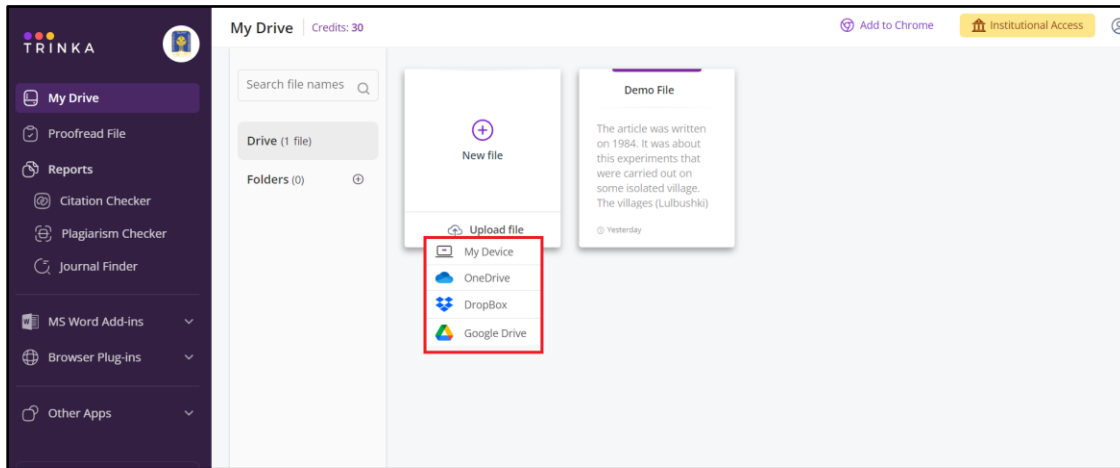 TRINKA
My Drive
Proofread File
Reports
Citation Checker
Plagiarism Checker
Journal Finder
MS Word Add-ins
Browser Plug-ins
Other Apps
My Drive Credits: 30
Add to Chrome
Institutional Access
Search file names
Drive (1 file)
Folders (0)
New file
Upload file
My Device
OneDrive
DropBox
Google Drive
Demo File
The article was written
on 1984. It was about
this experiments that
were carried out on
some isolated village.
The villages (Lulbushki)
Yesterday